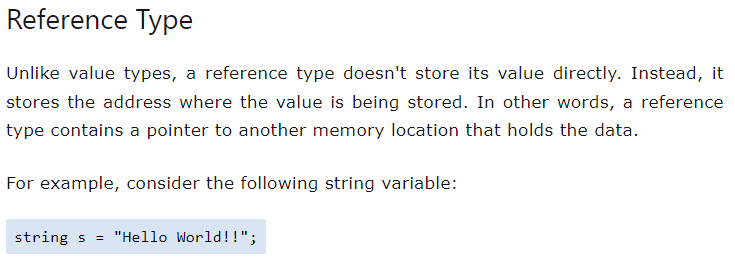 Reference Type
Unlike value types, a reference type doesn't store its value directly. Instead, it
stores the address where the value is being stored. In other words, a reference
type contains a pointer to another memory location that holds the data.
For example, consider the following string variable:
string s = "Hello World!!";